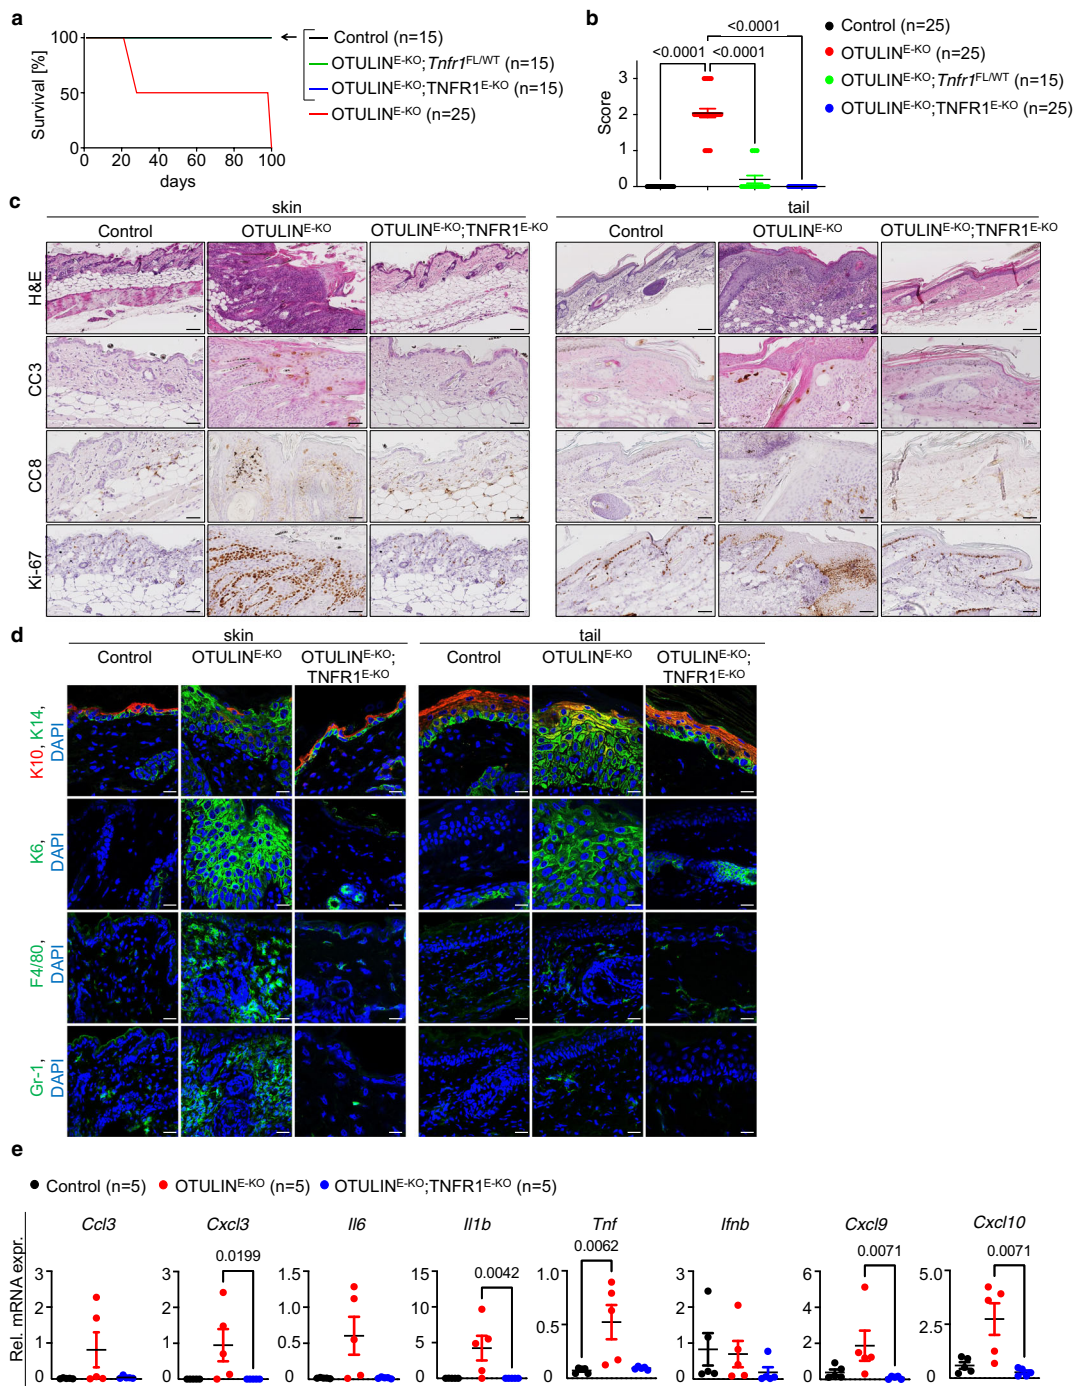 a
Survival [%]
100
50
0
0 20 40 60 80 100
days
Control (n=15)
OTULINE-KO;Tnfr1FL/WT (n=15)
OTULINE-KO;TNFR1E-KO (n=15)
OTULINE-KO (n=25)
b
<0.0001
<0.0001 <0.0001
Score
3
2
1
0
Control (n=25)
OTULINE-KO (n=25)
OTULINE-KO;Tnfr1FL/WT (n=15)
OTULINE-KO;TNFR1E-KO (n=25)
c
skin tail
Control OTULINE-KO OTULINE-KO;TNFR1E-KO Control OTULINE-KO OTULINE-KO;TNFR1E-KO
H&E
CC3
CC8
Ki-67
d
skin tail
Control OTULINE-KO OTULINE-KO; Control OTULINE-KO OTULINE-KO;
TNFR1E-KO TNFR1E-KO
K10, K14,
DAPI
K6,
DAPI
F4/80,
DAPI
Gr-1,
DAPI
e
Control (n=5) OTULINE-KO (n=5) OTULINE-KO;TNFR1E-KO (n=5)
Rel. mRNA expr.
Ccl3
3
2
1
0
Cxcl3
0.0199
3
2
1
0
Il6
1.5
1.0
0.5
0
Il1b
0.0042
15
10
5
0
Tnf
0.0062
1.0
0.5
0
Ifnb
3
2
1
0
Cxcl9
0.0071
6
4
2
0
Cxcl10
0.0071
5.0
2.5
0